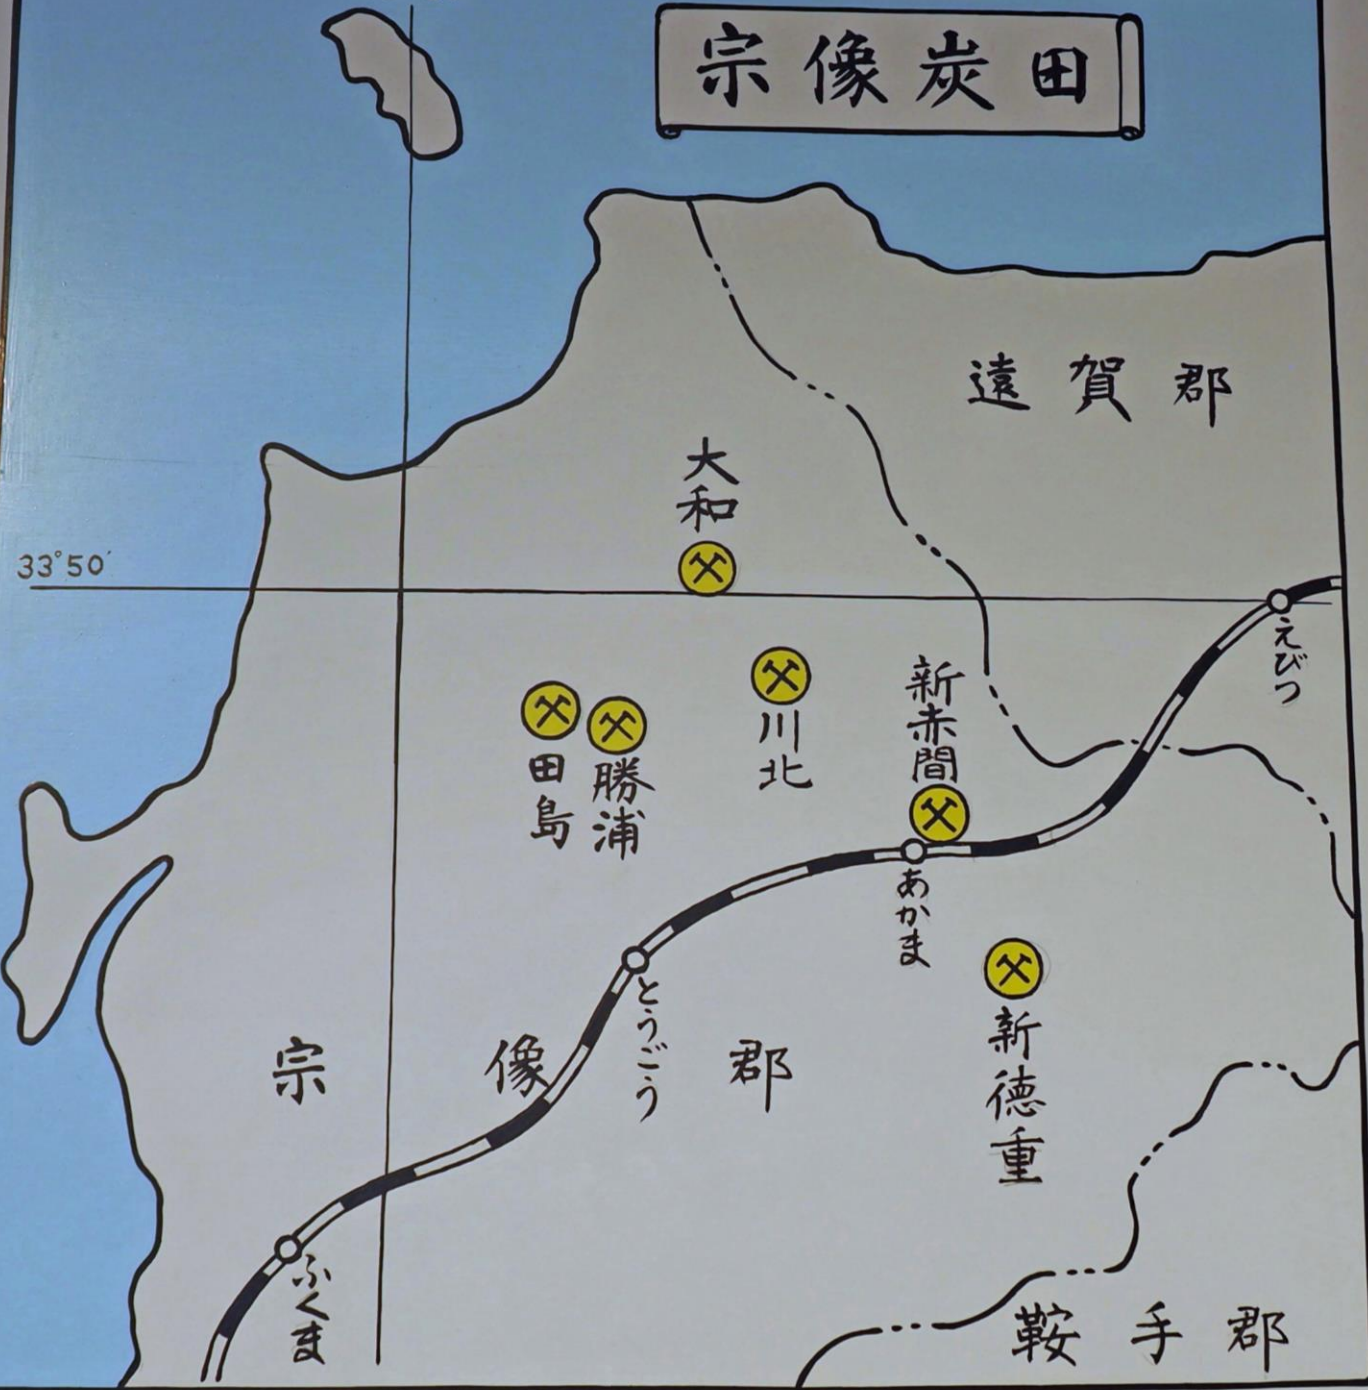 宗像炭田
遠賀郡
大和
33°50′
えびつ
新赤間
川北
田島
勝浦
あかま
とうごう
宗像郡
新徳重
ふくま
鞍手郡